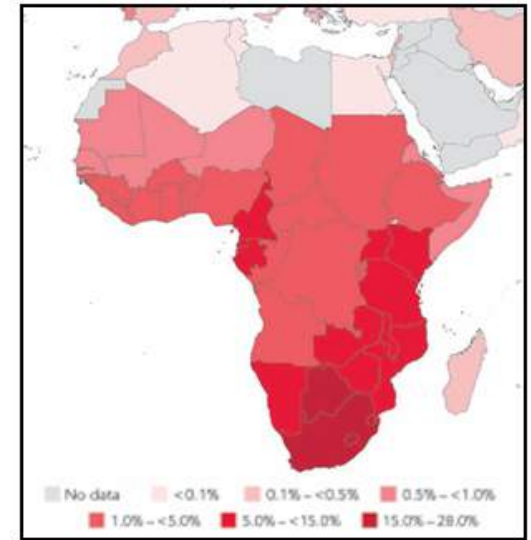 No data <0.1% 0.1% – <0.5% 0.5% – <1.0%
1.0% – <5.0% 5.0% – <15.0% 15.0% – 28.0%